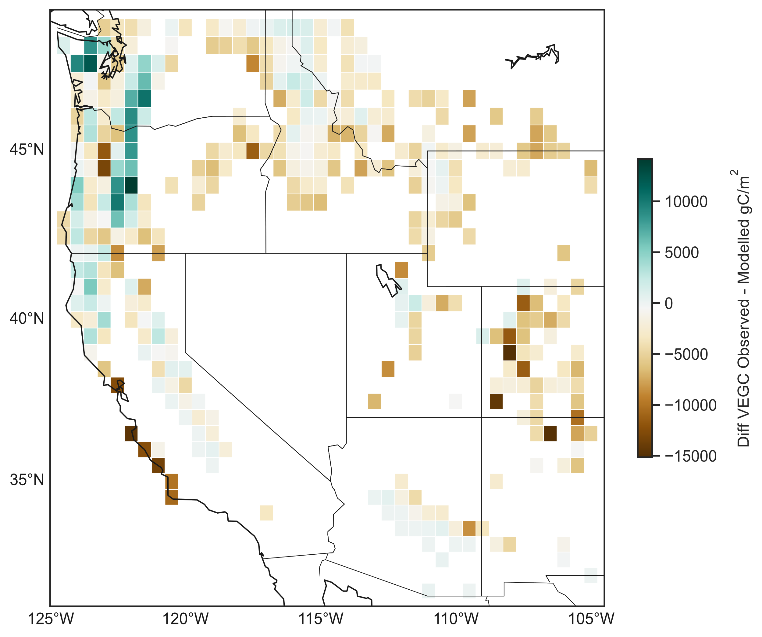 45°N
40°N
35°N
125°W
120°W
115°W
110°W
105°W
10000
5000
0
−5000
−10000
−15000
Diff VEGC Observed - Modelled gC/m²